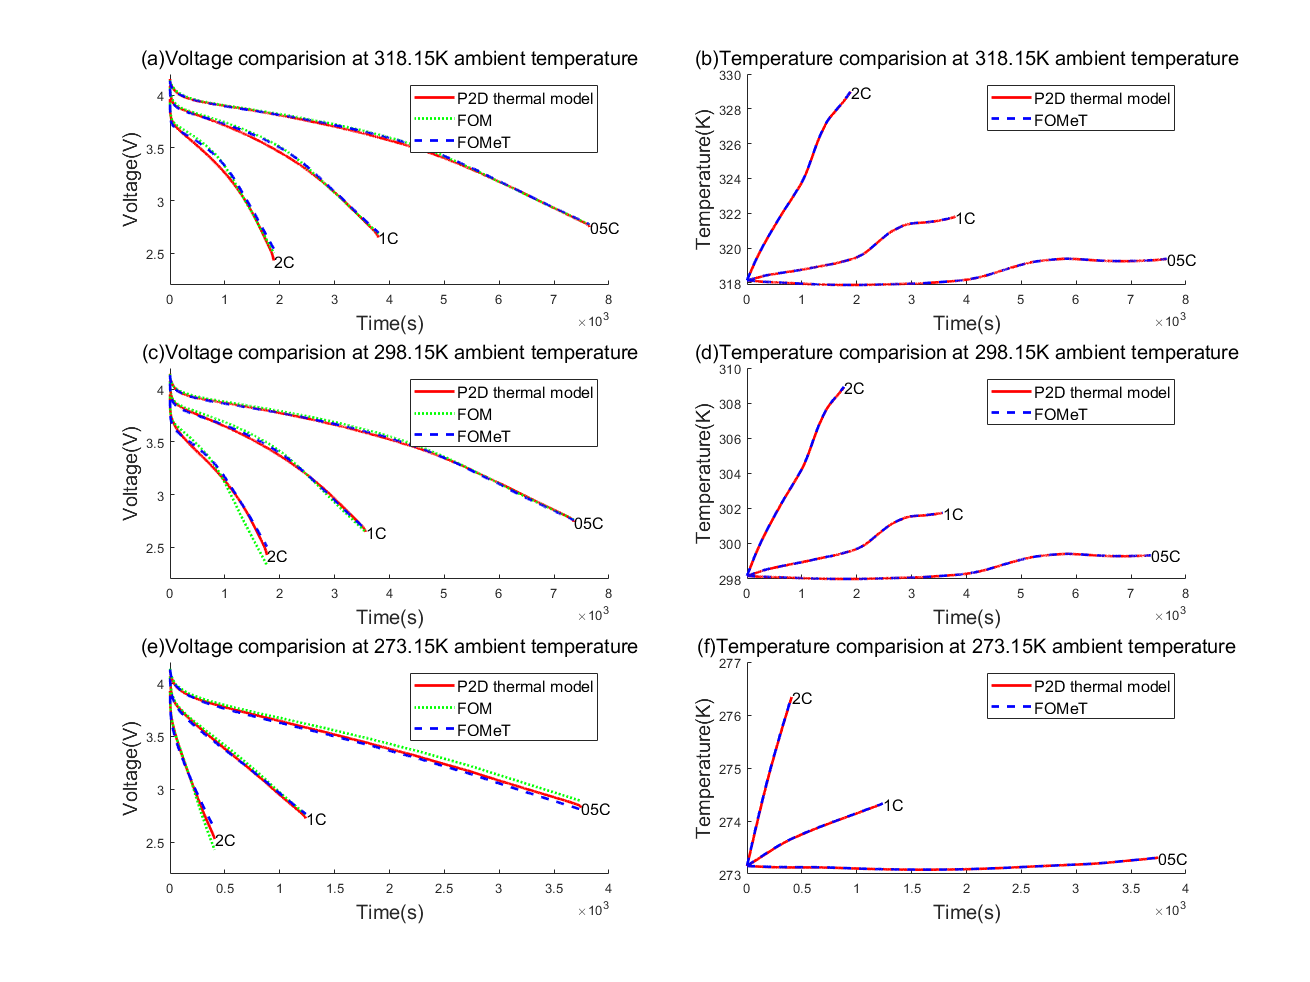 (a)Voltage comparision at 318.15K ambient temperature
Voltage(V)
4
3.5
3
2.5
P2D thermal model
FOM
FOMeT
2C
1C
05C
0 1 2 3 4 5 6 7 8
×10³
Time(s)
(b)Temperature comparision at 318.15K ambient temperature
Temperature(K)
330
328
326
324
322
320
318
P2D thermal model
FOMeT
2C
1C
05C
0 1 2 3 4 5 6 7 8
×10³
Time(s)
(c)Voltage comparision at 298.15K ambient temperature
Voltage(V)
4
3.5
3
2.5
P2D thermal model
FOM
FOMeT
2C
1C
05C
0 1 2 3 4 5 6 7 8
×10³
Time(s)
(d)Temperature comparision at 298.15K ambient temperature
Temperature(K)
310
308
306
304
302
300
298
P2D thermal model
FOMeT
2C
1C
05C
0 1 2 3 4 5 6 7 8
×10³
Time(s)
(e)Voltage comparision at 273.15K ambient temperature
Voltage(V)
4
3.5
3
2.5
P2D thermal model
FOM
FOMeT
2C
1C
05C
0 0.5 1 1.5 2 2.5 3 3.5 4
×10³
Time(s)
(f)Temperature comparision at 273.15K ambient temperature
Temperature(K)
277
276
275
274
273
P2D thermal model
FOMeT
2C
1C
05C
0 0.5 1 1.5 2 2.5 3 3.5 4
×10³
Time(s)